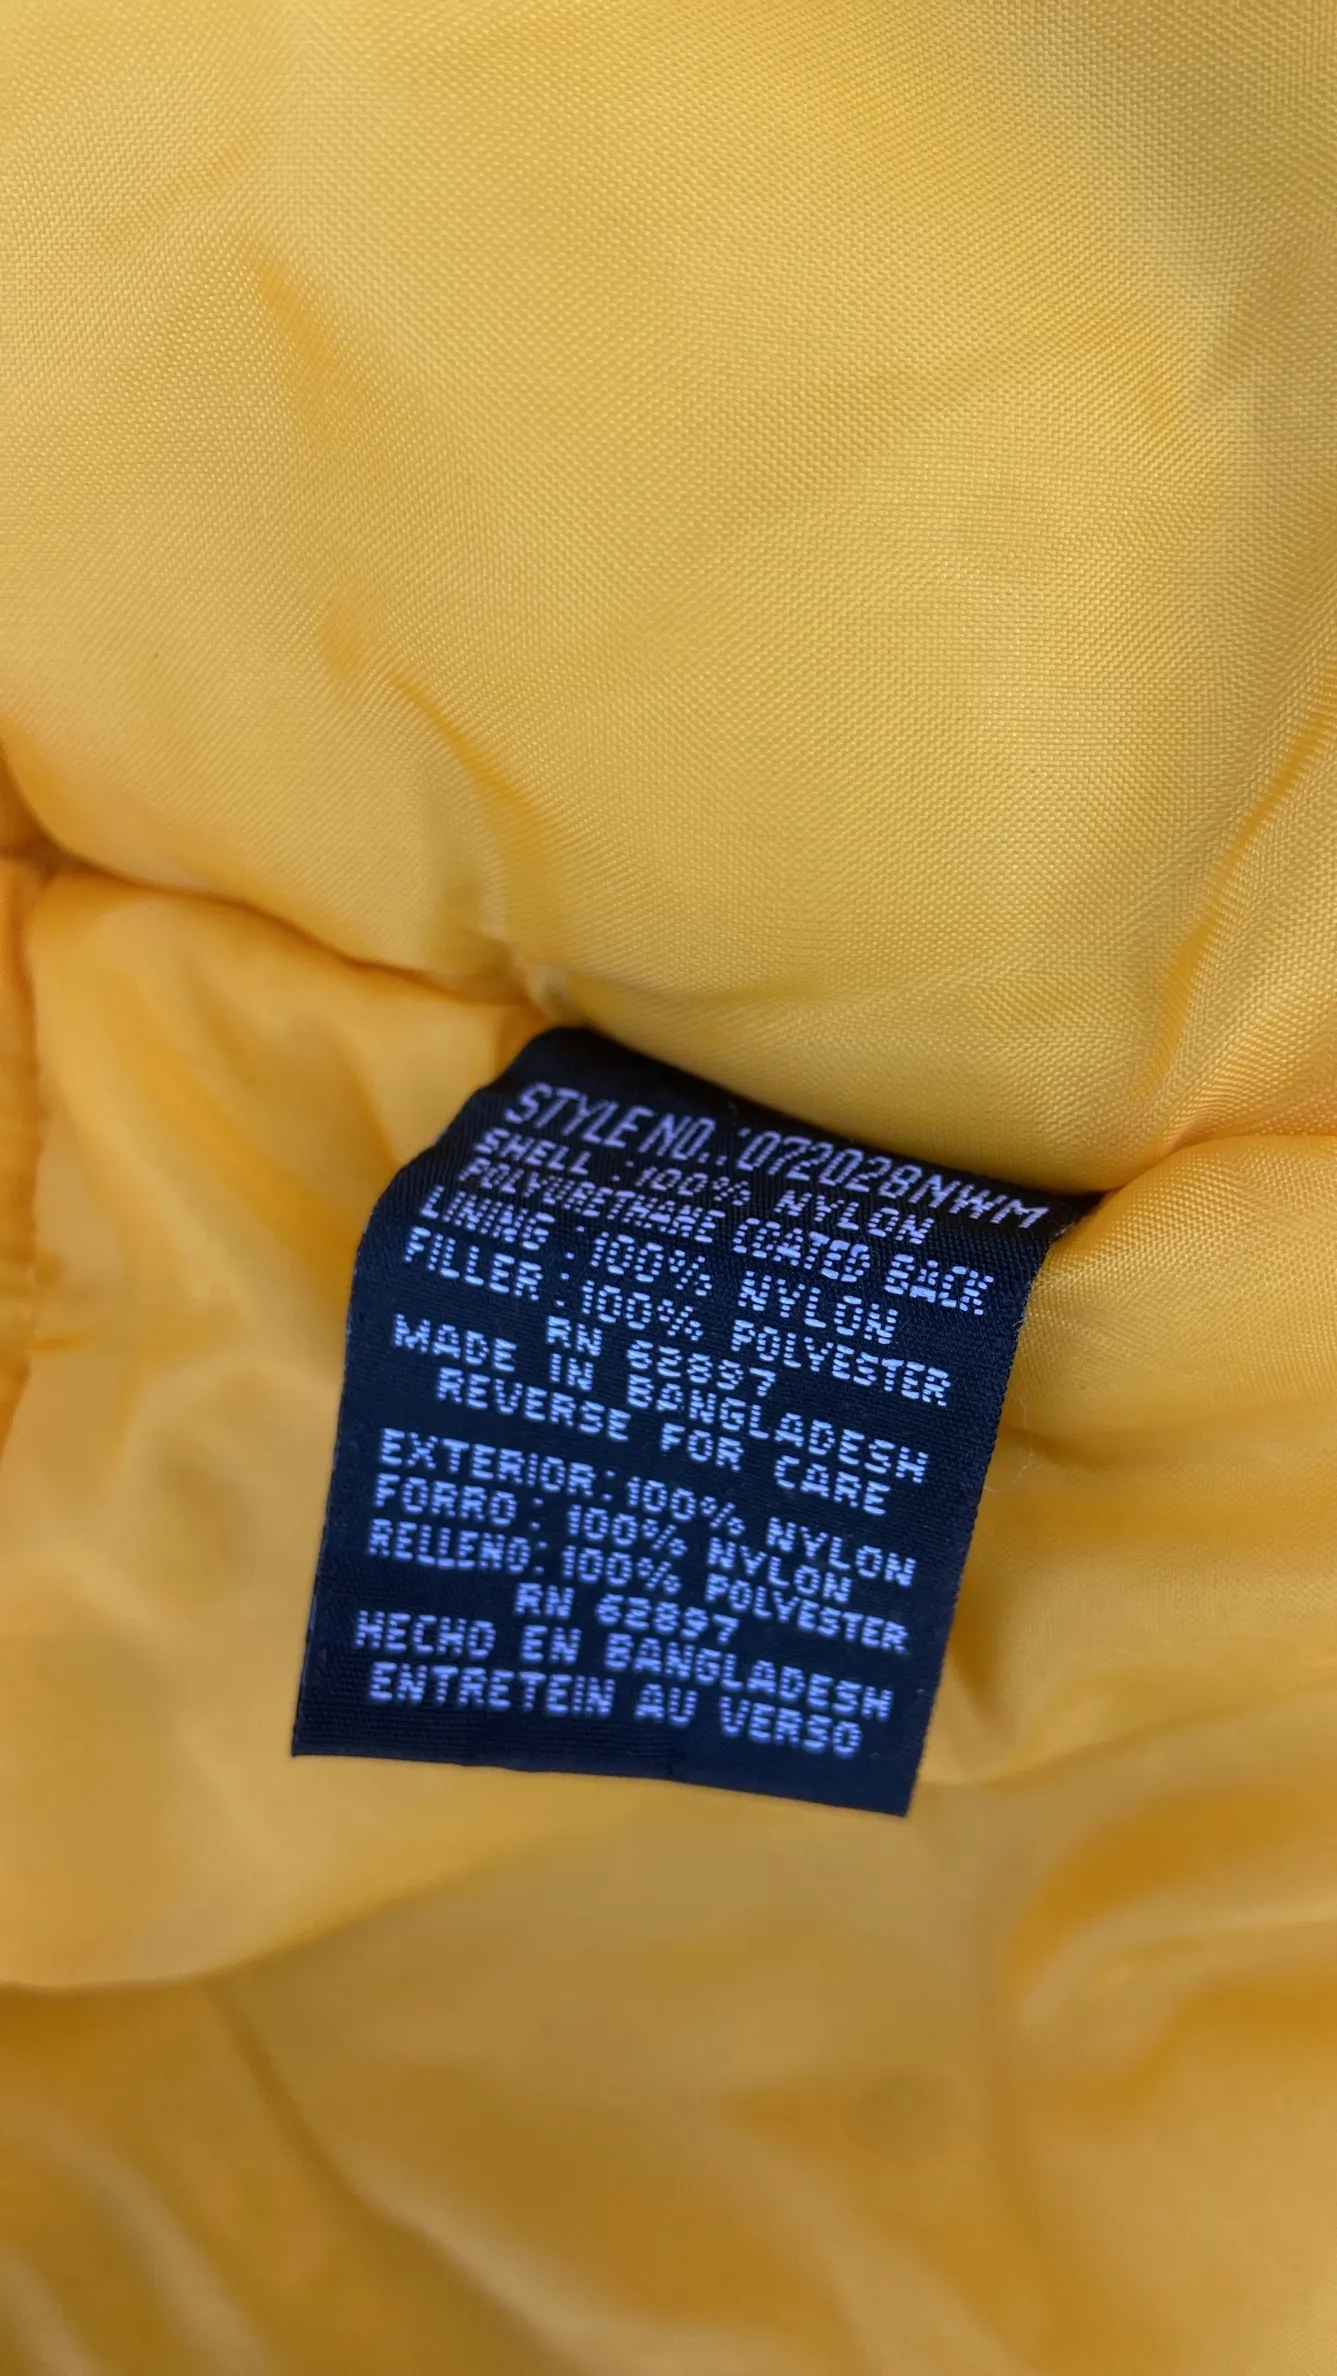 STYLE NO.: 072028NWM
SHELL : 100% NYLON
POLYURETHANE COATED BACK
LINING : 100% NYLON
FILLER : 100% POLYESTER
RN 62897
MADE IN BANGLADESH
REVERSE FOR CARE
EXTERIOR: 100% NYLON
FORRO : 100% NYLON
RELLENO: 100% POLYESTER
RN 62897
HECHO EN BANGLADESH
ENTRETEIN AU VERSO